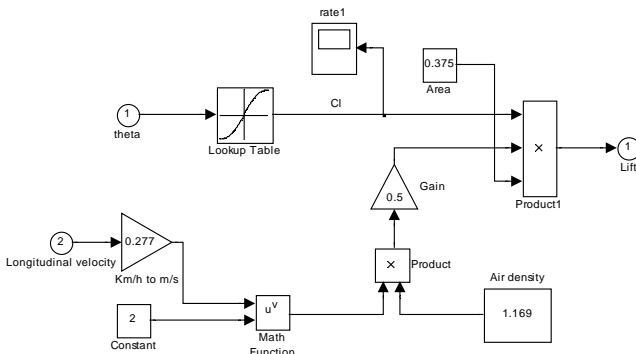 rate1
0.375
Area
1
theta
Lookup Table
Cl
×
Product1
1
Lift
0.5
Gain
2
Longitudinal velocity
0.277
Km/h to m/s
×
Product
Air density
1.169
2
Constant
u^v
Math
Function